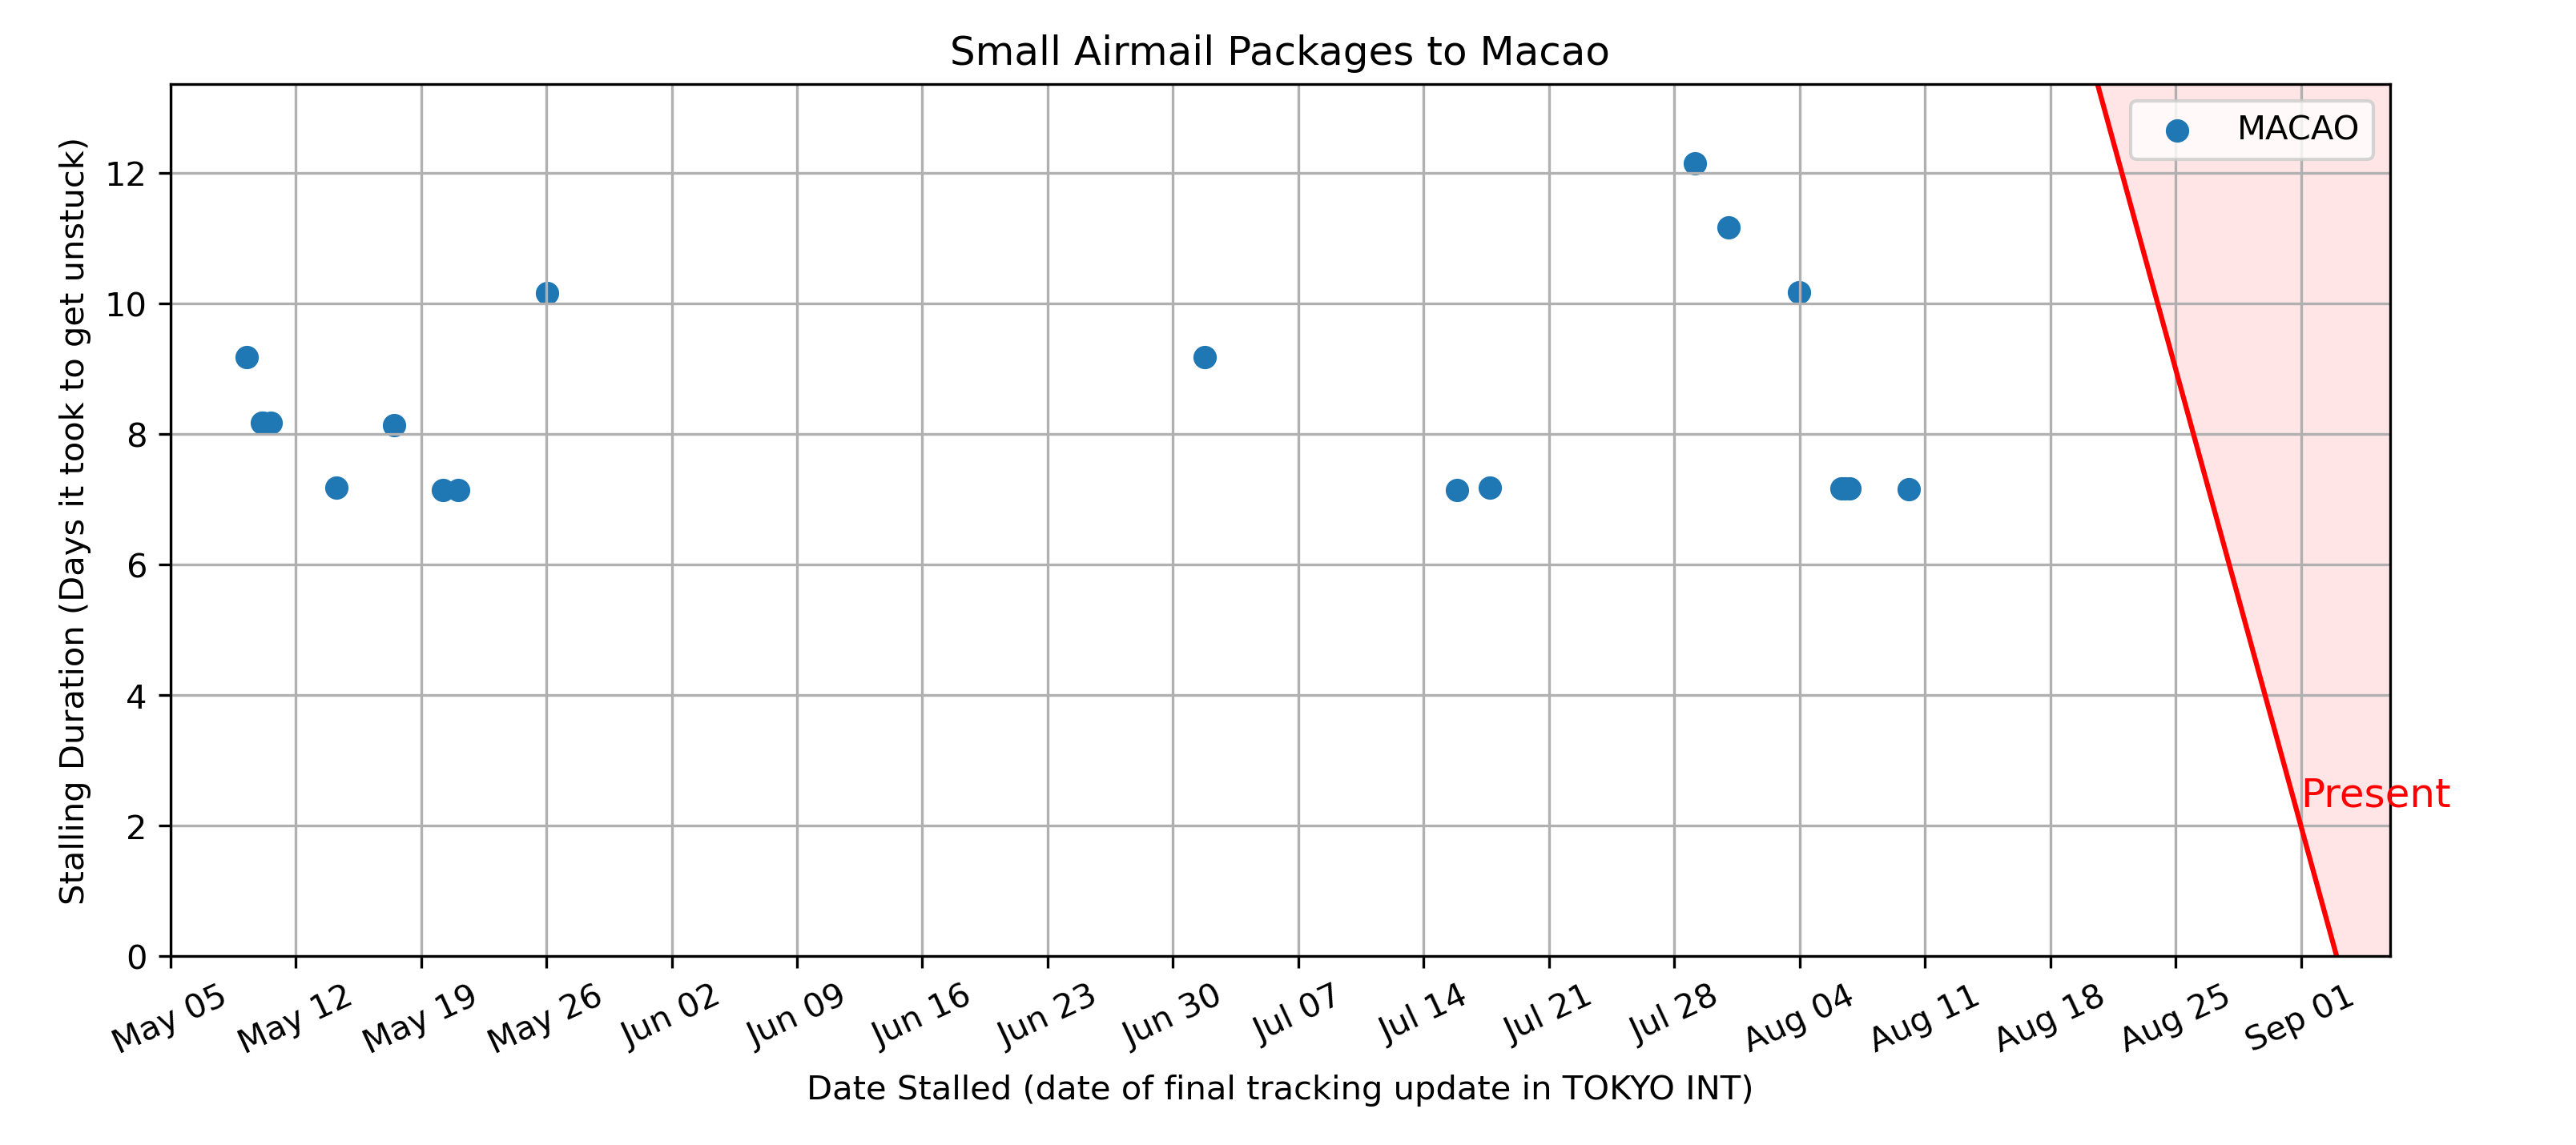 Small Airmail Packages to Macao
MACAO
Stalling Duration (Days it took to get unstuck)
12
10
8
6
4
2
0
Present
May 05
May 12
May 19
May 26
Jun 02
Jun 09
Jun 16
Jun 23
Jun 30
Jul 07
Jul 14
Jul 21
Jul 28
Aug 04
Aug 11
Aug 18
Aug 25
Sep 01
Date Stalled (date of final tracking update in TOKYO INT)